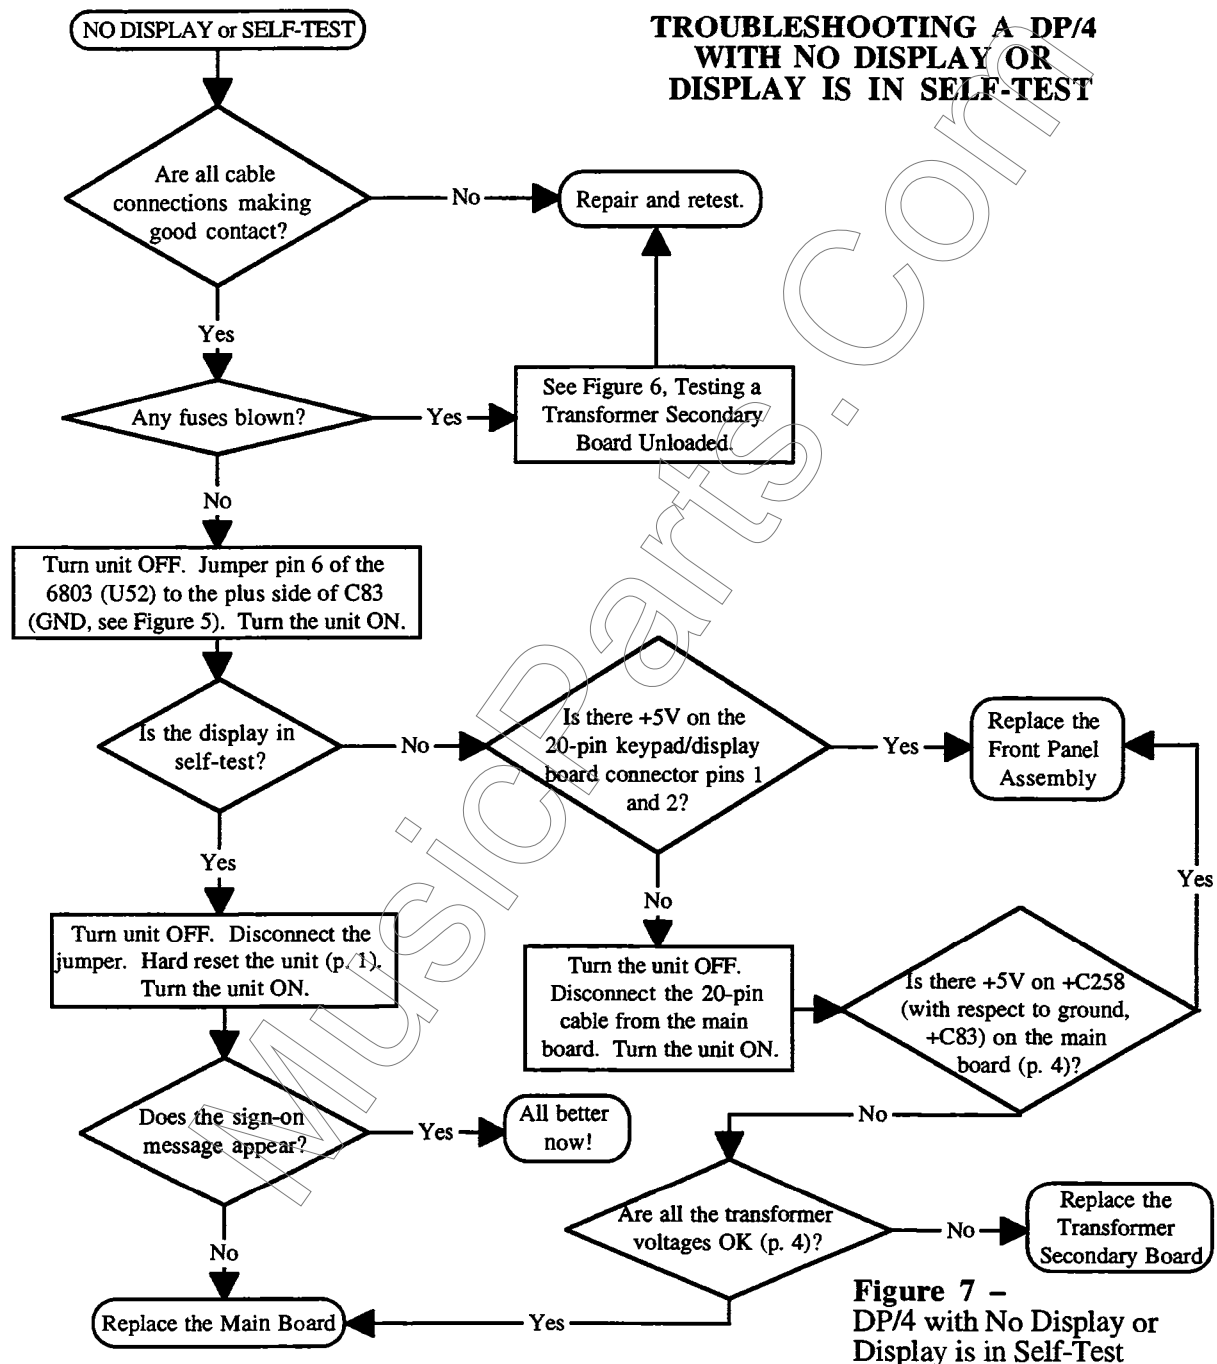 NO DISPLAY or SELF-TEST
TROUBLESHOOTING A DP/4
WITH NO DISPLAY OR
DISPLAY IS IN SELF-TEST
Are all cable
connections making
good contact?
No
Repair and retest.
Yes
Any fuses blown?
Yes
See Figure 6, Testing a
Transformer Secondary
Board Unloaded.
No
Turn unit OFF. Jumper pin 6 of the
6803 (U52) to the plus side of C83
(GND, see Figure 5). Turn the unit ON.
Is the display in
self-test?
No
Is there +5V on the
20-pin keypad/display
board connector pins 1
and 2?
Yes
Replace the
Front Panel
Assembly
Yes
No
Yes
Turn unit OFF. Disconnect the
jumper. Hard reset the unit (p. 1).
Turn the unit ON.
Turn the unit OFF.
Disconnect the 20-pin
cable from the main
board. Turn the unit ON.
Is there +5V on +C258
(with respect to ground,
+C83) on the main
board (p. 4)?
No
Does the sign-on
message appear?
Yes
All better
now!
Are all the transformer
voltages OK (p. 4)?
No
Replace the
Transformer
Secondary Board
No
Replace the Main Board
Yes
Figure 7 –
DP/4 with No Display or
Display is in Self-Test
MusicParts.Com